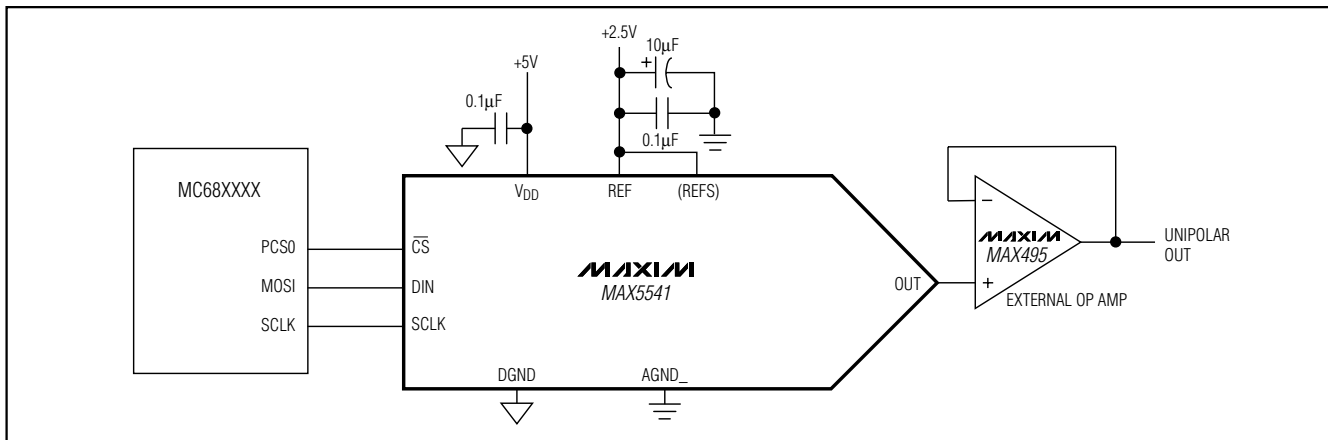 +2.5V
10µF
+
+5V
0.1µF
0.1µF
MC68XXXX
VDD
REF
(REFS)
PCS0
CS
MOSI
DIN
SCLK
SCLK
MAXIM
MAX5541
OUT
DGND
AGND_
−
+
MAXIM
MAX495
EXTERNAL OP AMP
UNIPOLAR
OUT